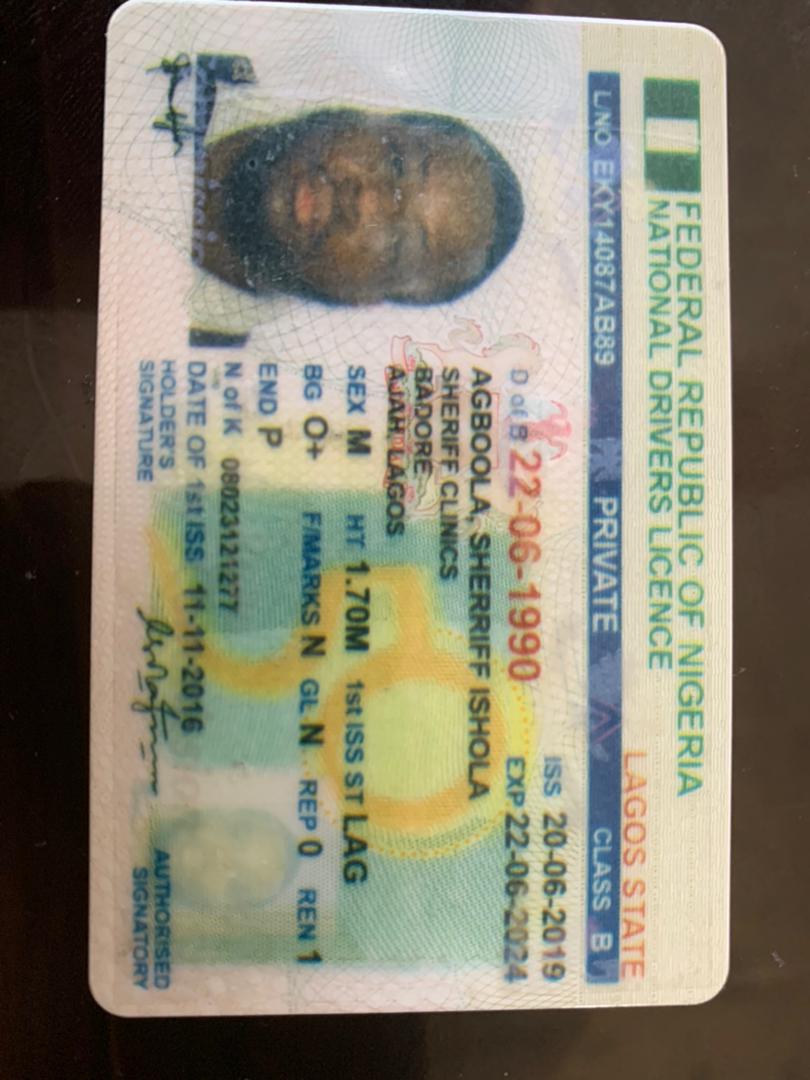 FEDERAL REPUBLIC OF NIGERIA
NATIONAL DRIVERS LICENCE
LAGOS STATE
L/NO EKY14087AB89 PRIVATE CLASS B
ISS 20-06-2019
D of B 22-06-1990 EXP 22-06-2024
AGBOOLA, SHERRIFF ISHOLA
SHERIFF CLINICS
BADORE
AJAH LAGOS
SEX M HT 1.70M 1st ISS ST LAG
BG O+ F/MARKS N GL N REP 0 REN 1
END P
N of K 08023121277
DATE OF 1st ISS 11-11-2016
HOLDER'S
SIGNATURE
AUTHORISED
SIGNATORY